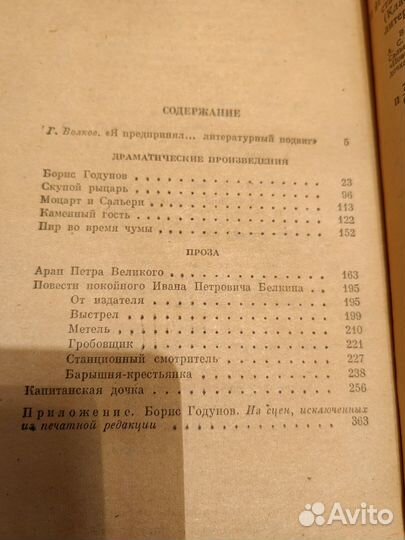 СОДЕРЖАНИЕ
Г. Волков. «Я предпринял... литературный подвиг» 5
ДРАМАТИЧЕСКИЕ ПРОИЗВЕДЕНИЯ
Борис Годунов . . . . . . . . . . 23
Скупой рыцарь . . . . . . . . . . 96
Моцарт и Сальери . . . . . . . . . . 113
Каменный гость . . . . . . . . . . 122
Пир во время чумы . . . . . . . . . . 152
ПРОЗА
Арап Петра Великого . . . . . . . . . . 163
Повести покойного Ивана Петровича Белкина . . . 195
От издателя . . . . . . . . . . 195
Выстрел . . . . . . . . . . 199
Метель . . . . . . . . . . 210
Гробовщик . . . . . . . . . . 221
Станционный смотритель . . . . . . . . 227
Барышня-крестьянка . . . . . . . . 238
Капитанская дочка . . . . . . . . . . 256
Приложение. Борис Годунов. Из сцен, исключенных
из печатной редакции . . . . . . . . . . 363
Avito